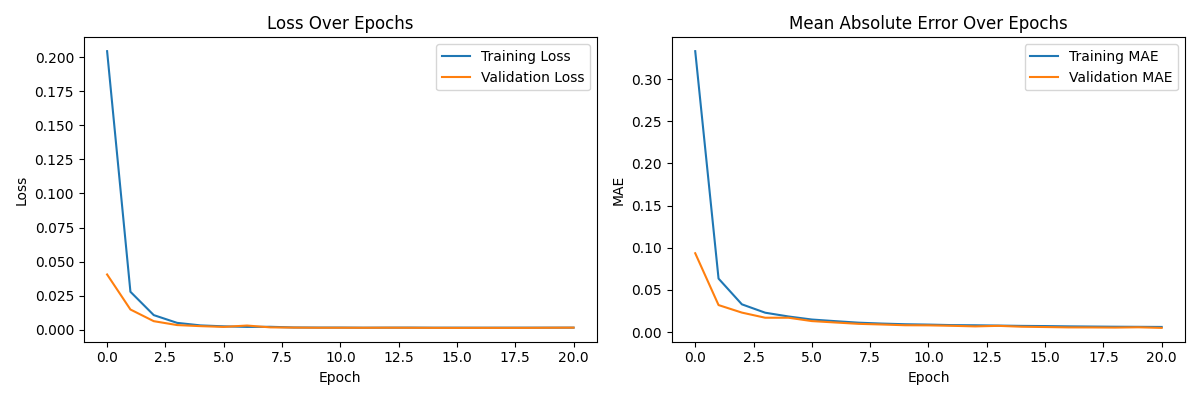 Loss Over Epochs
Loss
0.200
0.175
0.150
0.125
0.100
0.075
0.050
0.025
0.000
Training Loss
Validation Loss
0.0 2.5 5.0 7.5 10.0 12.5 15.0 17.5 20.0
Epoch
Mean Absolute Error Over Epochs
MAE
0.30
0.25
0.20
0.15
0.10
0.05
0.00
Training MAE
Validation MAE
0.0 2.5 5.0 7.5 10.0 12.5 15.0 17.5 20.0
Epoch